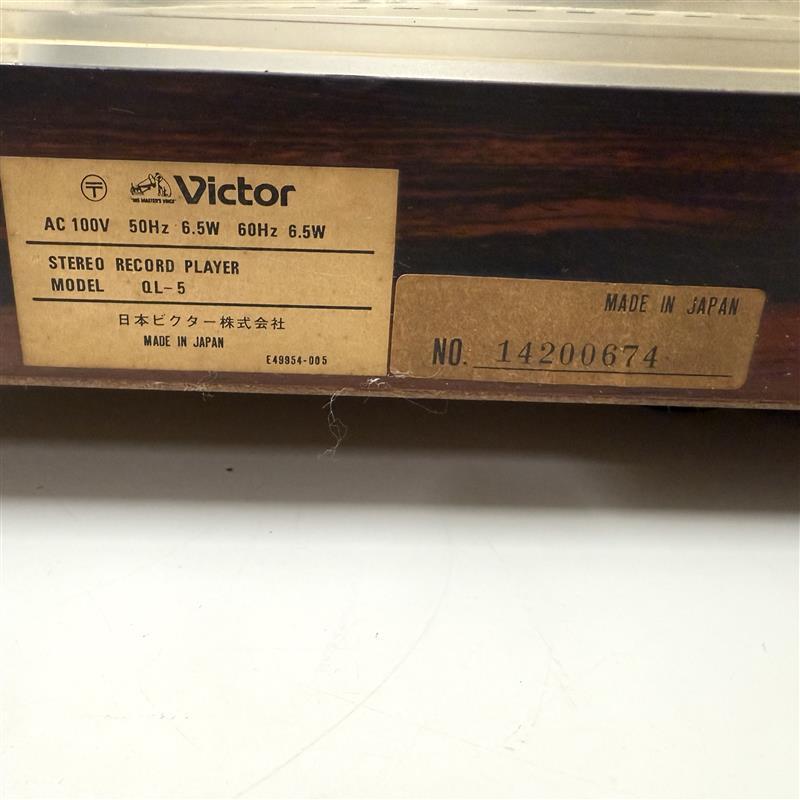 〒 "HIS MASTER'S VOICE" Victor
AC 100V 50Hz 6.5W 60Hz 6.5W
STEREO RECORD PLAYER
MODEL QL-5
日本ビクター株式会社
MADE IN JAPAN
E49954-005
MADE IN JAPAN
NO. 14200674